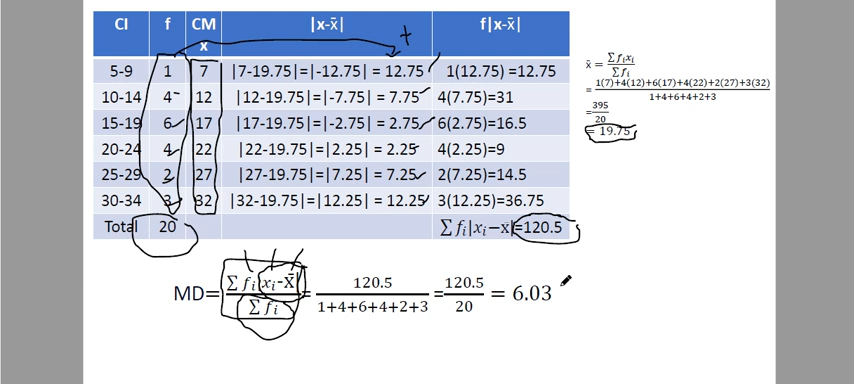 CI f CM x |x-x̄| f|x-x̄|
+
5-9 1 7 |7-19.75|=|-12.75| = 12.75 1(12.75) =12.75
10-14 4 12 |12-19.75|=|-7.75| = 7.75 4(7.75)=31
15-19 6 17 |17-19.75|=|-2.75| = 2.75 6(2.75)=16.5
20-24 4 22 |22-19.75|=|2.25| = 2.25 4(2.25)=9
25-29 2 27 |27-19.75|=|7.25| = 7.25 2(7.25)=14.5
30-34 3 32 |32-19.75|=|12.25| = 12.25 3(12.25)=36.75
Total 20 ∑ fᵢ|xᵢ−x̄|=120.5
x̄ = ∑fᵢxᵢ / ∑fᵢ
= 1(7)+4(12)+6(17)+4(22)+2(27)+3(32) / 1+4+6+4+2+3
= 395 / 20
= 19.75
MD= ∑ fᵢ|xᵢ-x̄| / ∑ fᵢ = 120.5 / 1+4+6+4+2+3 = 120.5 / 20 = 6.03